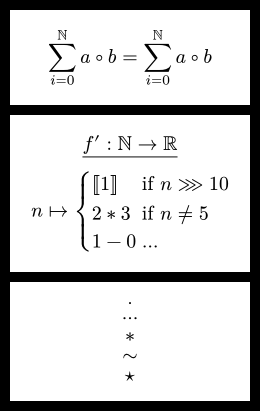 ∑_{i=0}^{ℕ} a ∘ b = ∑_{i=0}^{ℕ} a ∘ b
f′ : ℕ → ℝ
n ↦ { ⟦1⟧ if n ⋙ 10
2 ∗ 3 if n ≠ 5
1 − 0 ...
.
...
∗
∼
⋆